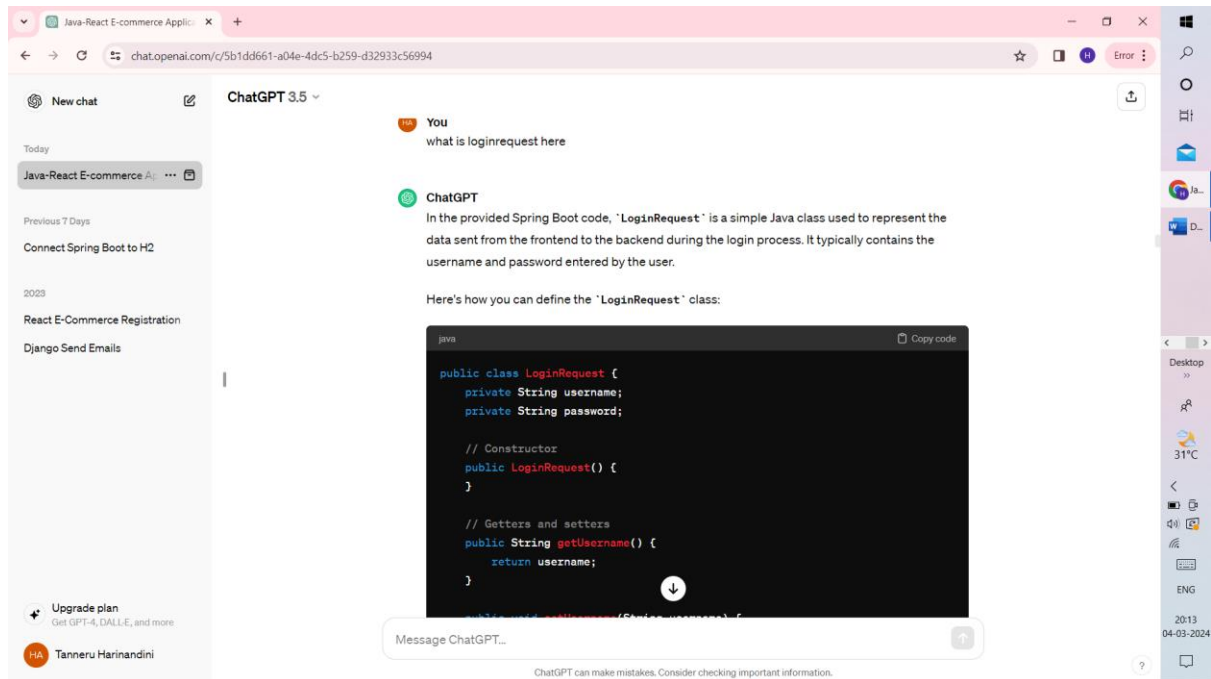 Java-React E-commerce Applic
chat.openai.com/c/5b1dd661-a04e-4dc5-b259-d32933c56994
H
Error
New chat
ChatGPT 3.5
Today
Java-React E-commerce Ap
Previous 7 Days
Connect Spring Boot to H2
2023
React E-Commerce Registration
Django Send Emails
Upgrade plan
Get GPT-4, DALL·E, and more
HA
Tanneru Harinandini
HA
You
what is loginrequest here
ChatGPT
In the provided Spring Boot code, `LoginRequest` is a simple Java class used to represent the
data sent from the frontend to the backend during the login process. It typically contains the
username and password entered by the user.
Here's how you can define the `LoginRequest` class:
java
Copy code
public class LoginRequest {
private String username;
private String password;
// Constructor
public LoginRequest() {
}
// Getters and setters
public String getUsername() {
return username;
}
public void setUsername(String username) {
Message ChatGPT...
ChatGPT can make mistakes. Consider checking important information.
?
Ja...
D...
Desktop
31°C
ENG
20:13
04-03-2024